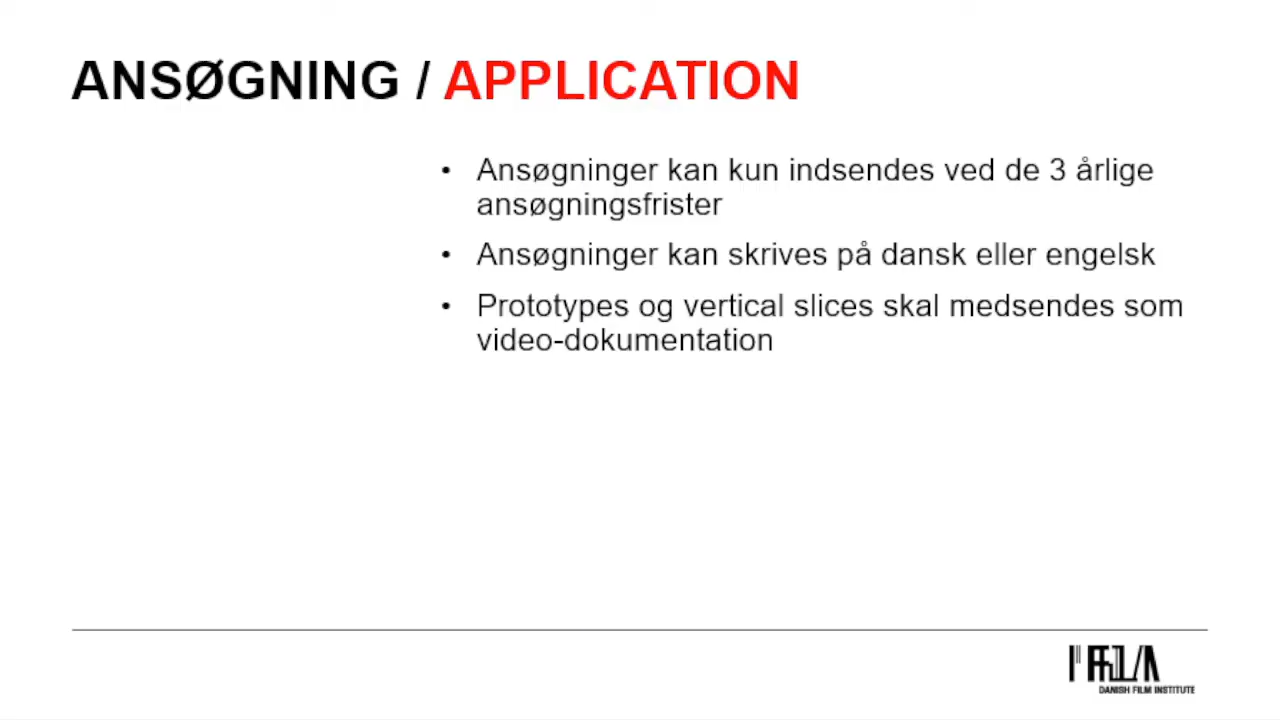 ANSØGNING / APPLICATION
• Ansøgninger kan kun indsendes ved de 3 årlige
ansøgningsfrister
• Ansøgninger kan skrives på dansk eller engelsk
• Prototypes og vertical slices skal medsendes som
video-dokumentation
DANISH FILM INSTITUTE